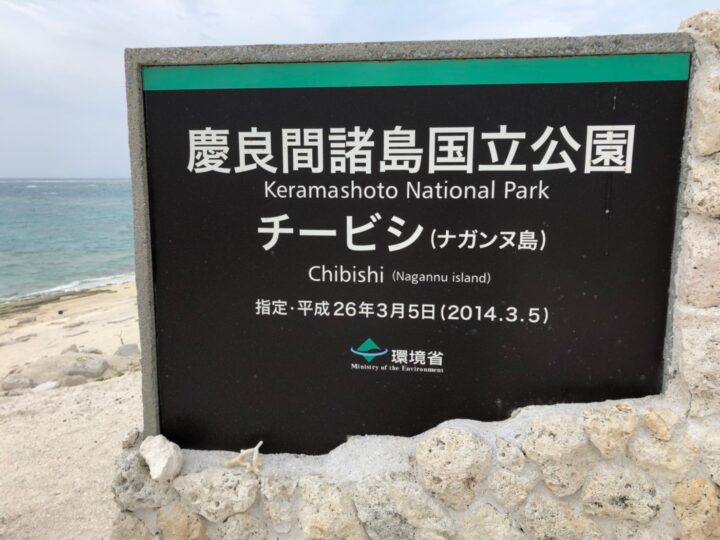 慶良間諸島国立公園
Keramashoto National Park
チービシ(ナガンヌ島)
Chibishi (Nagannu island)
指定・平成26年3月5日(2014.3.5)
環境省
Ministry of the Environment